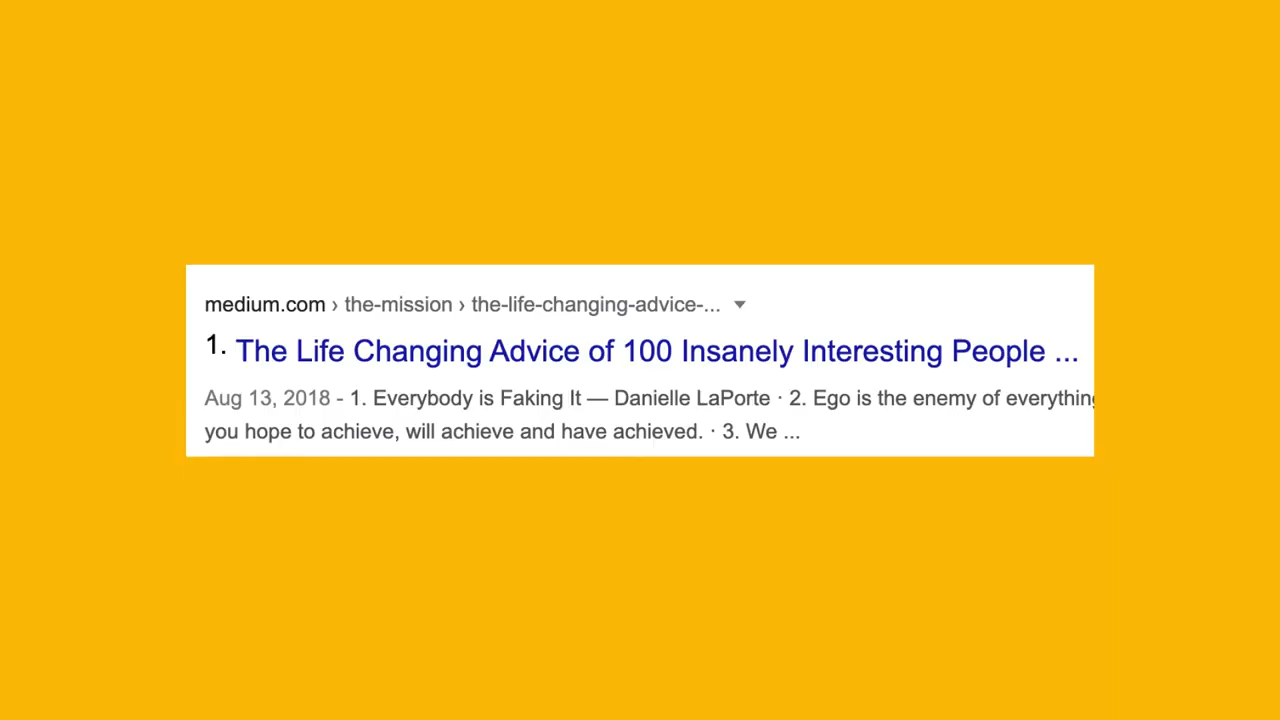 medium.com › the-mission › the-life-changing-advice-...
1. The Life Changing Advice of 100 Insanely Interesting People ...
Aug 13, 2018 - 1. Everybody is Faking It — Danielle LaPorte · 2. Ego is the enemy of everything
you hope to achieve, will achieve and have achieved. · 3. We ...